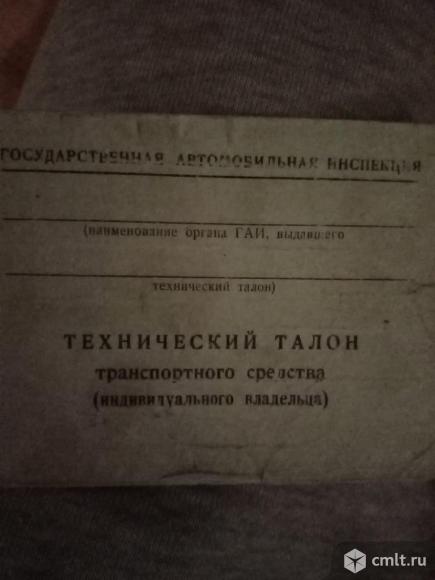 ГОСУДАРСТВЕННАЯ АВТОМОБИЛЬНАЯ ИНСПЕКЦИЯ
(наименование органа ГАИ, выдавшего
технический талон)
ТЕХНИЧЕСКИЙ ТАЛОН
транспортного средства
(индивидуального владельца)
cmlt.ru